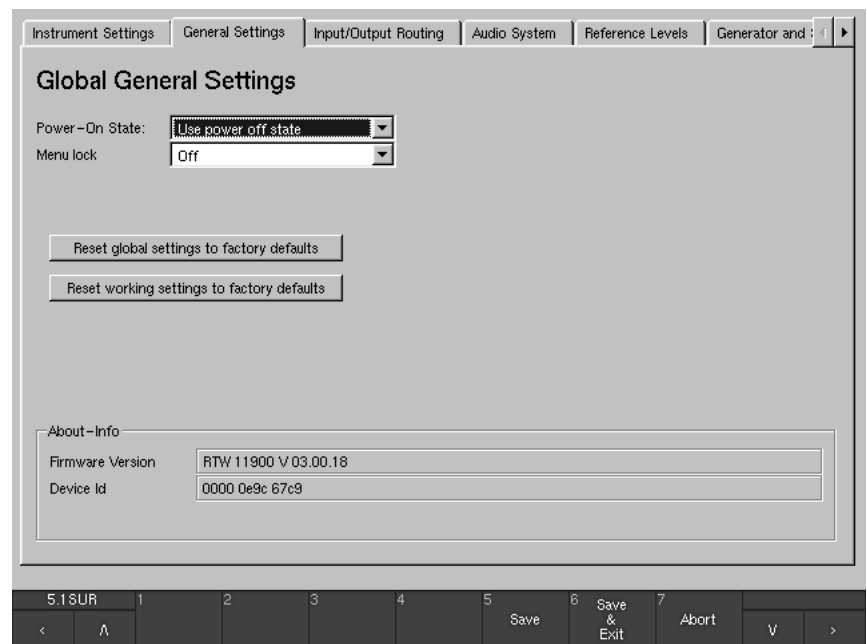 Instrument Settings General Settings Input/Output Routing Audio System Reference Levels Generator and
Global General Settings
Power-On State: Use power off state
Menu lock Off
Reset global settings to factory defaults
Reset working settings to factory defaults
About-Info
Firmware Version RTW 11900 V 03.00.18
Device Id 0000 0e9c 67c9
5.1SUR 1 2 3 4 5 Save 6 Save & Exit 7 Abort
< Λ V >